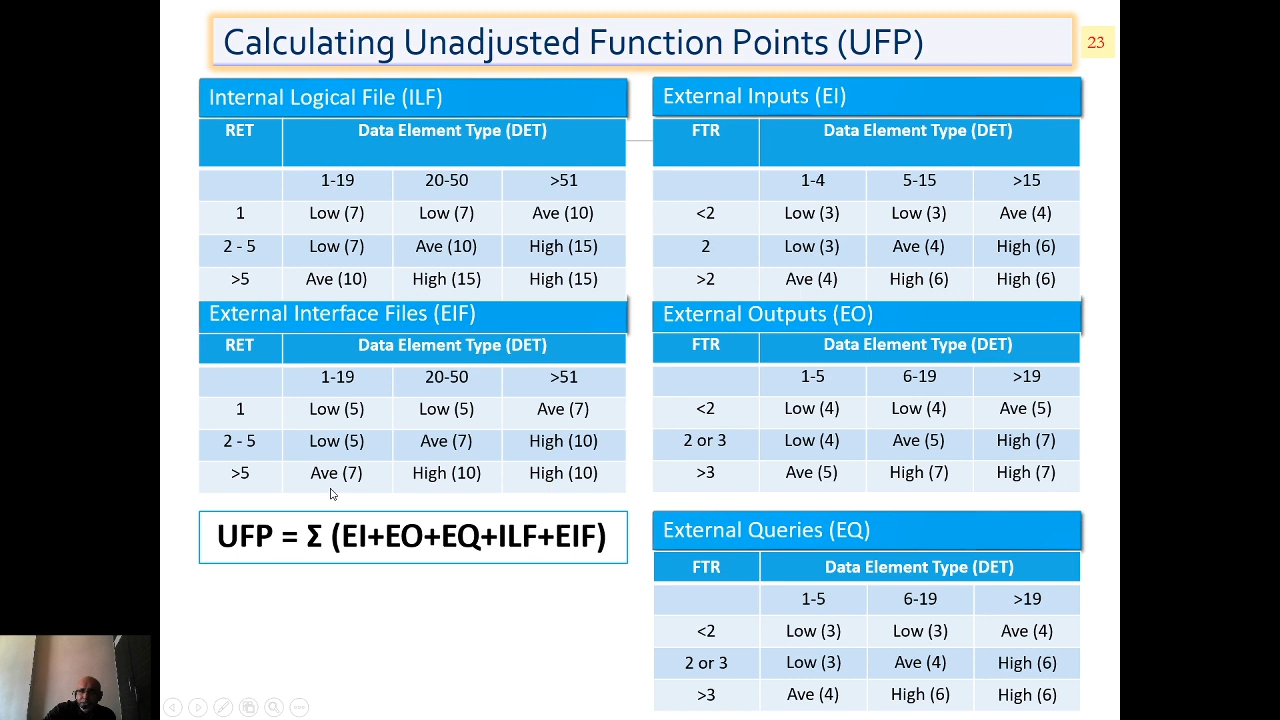 Calculating Unadjusted Function Points (UFP)
23
Internal Logical File (ILF)
RET Data Element Type (DET)
1-19 20-50 >51
1 Low (7) Low (7) Ave (10)
2 - 5 Low (7) Ave (10) High (15)
>5 Ave (10) High (15) High (15)
External Interface Files (EIF)
RET Data Element Type (DET)
1-19 20-50 >51
1 Low (5) Low (5) Ave (7)
2 - 5 Low (5) Ave (7) High (10)
>5 Ave (7) High (10) High (10)
UFP = Σ (EI+EO+EQ+ILF+EIF)
External Inputs (EI)
FTR Data Element Type (DET)
1-4 5-15 >15
<2 Low (3) Low (3) Ave (4)
2 Low (3) Ave (4) High (6)
>2 Ave (4) High (6) High (6)
External Outputs (EO)
FTR Data Element Type (DET)
1-5 6-19 >19
<2 Low (4) Low (4) Ave (5)
2 or 3 Low (4) Ave (5) High (7)
>3 Ave (5) High (7) High (7)
External Queries (EQ)
FTR Data Element Type (DET)
1-5 6-19 >19
<2 Low (3) Low (3) Ave (4)
2 or 3 Low (3) Ave (4) High (6)
>3 Ave (4) High (6) High (6)